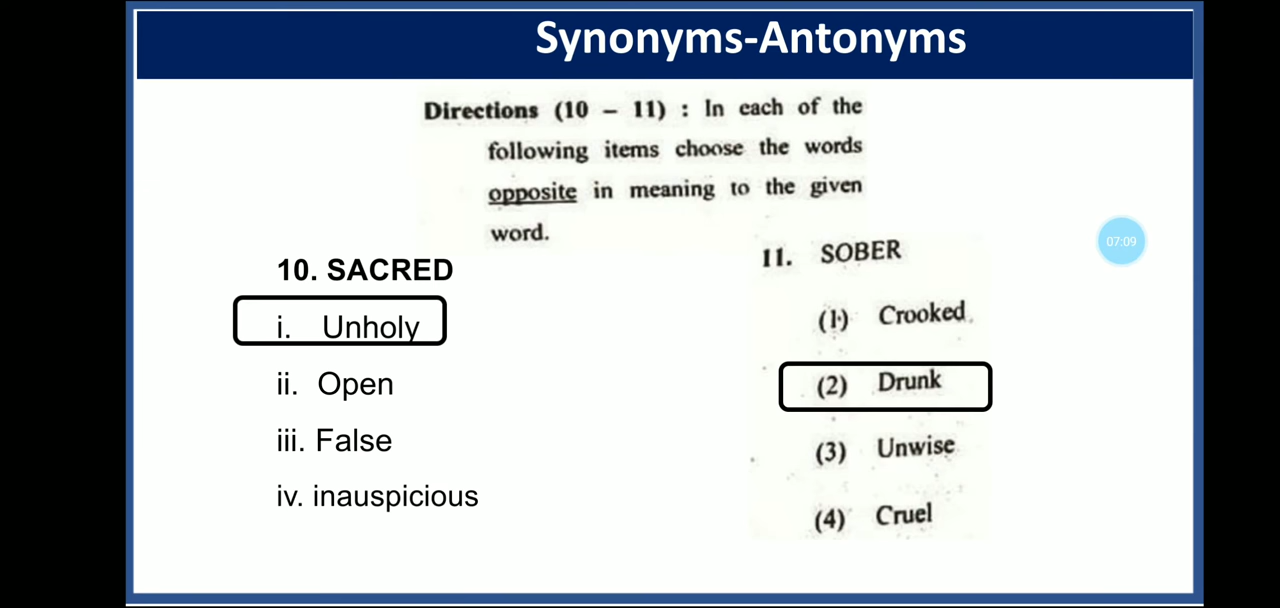 Synonyms-Antonyms
Directions (10 – 11) : In each of the
following items choose the words
opposite in meaning to the given
word.
10. SACRED
i. Unholy
ii. Open
iii. False
iv. inauspicious
11. SOBER
(1) Crooked
(2) Drunk
(3) Unwise
(4) Cruel
07:09